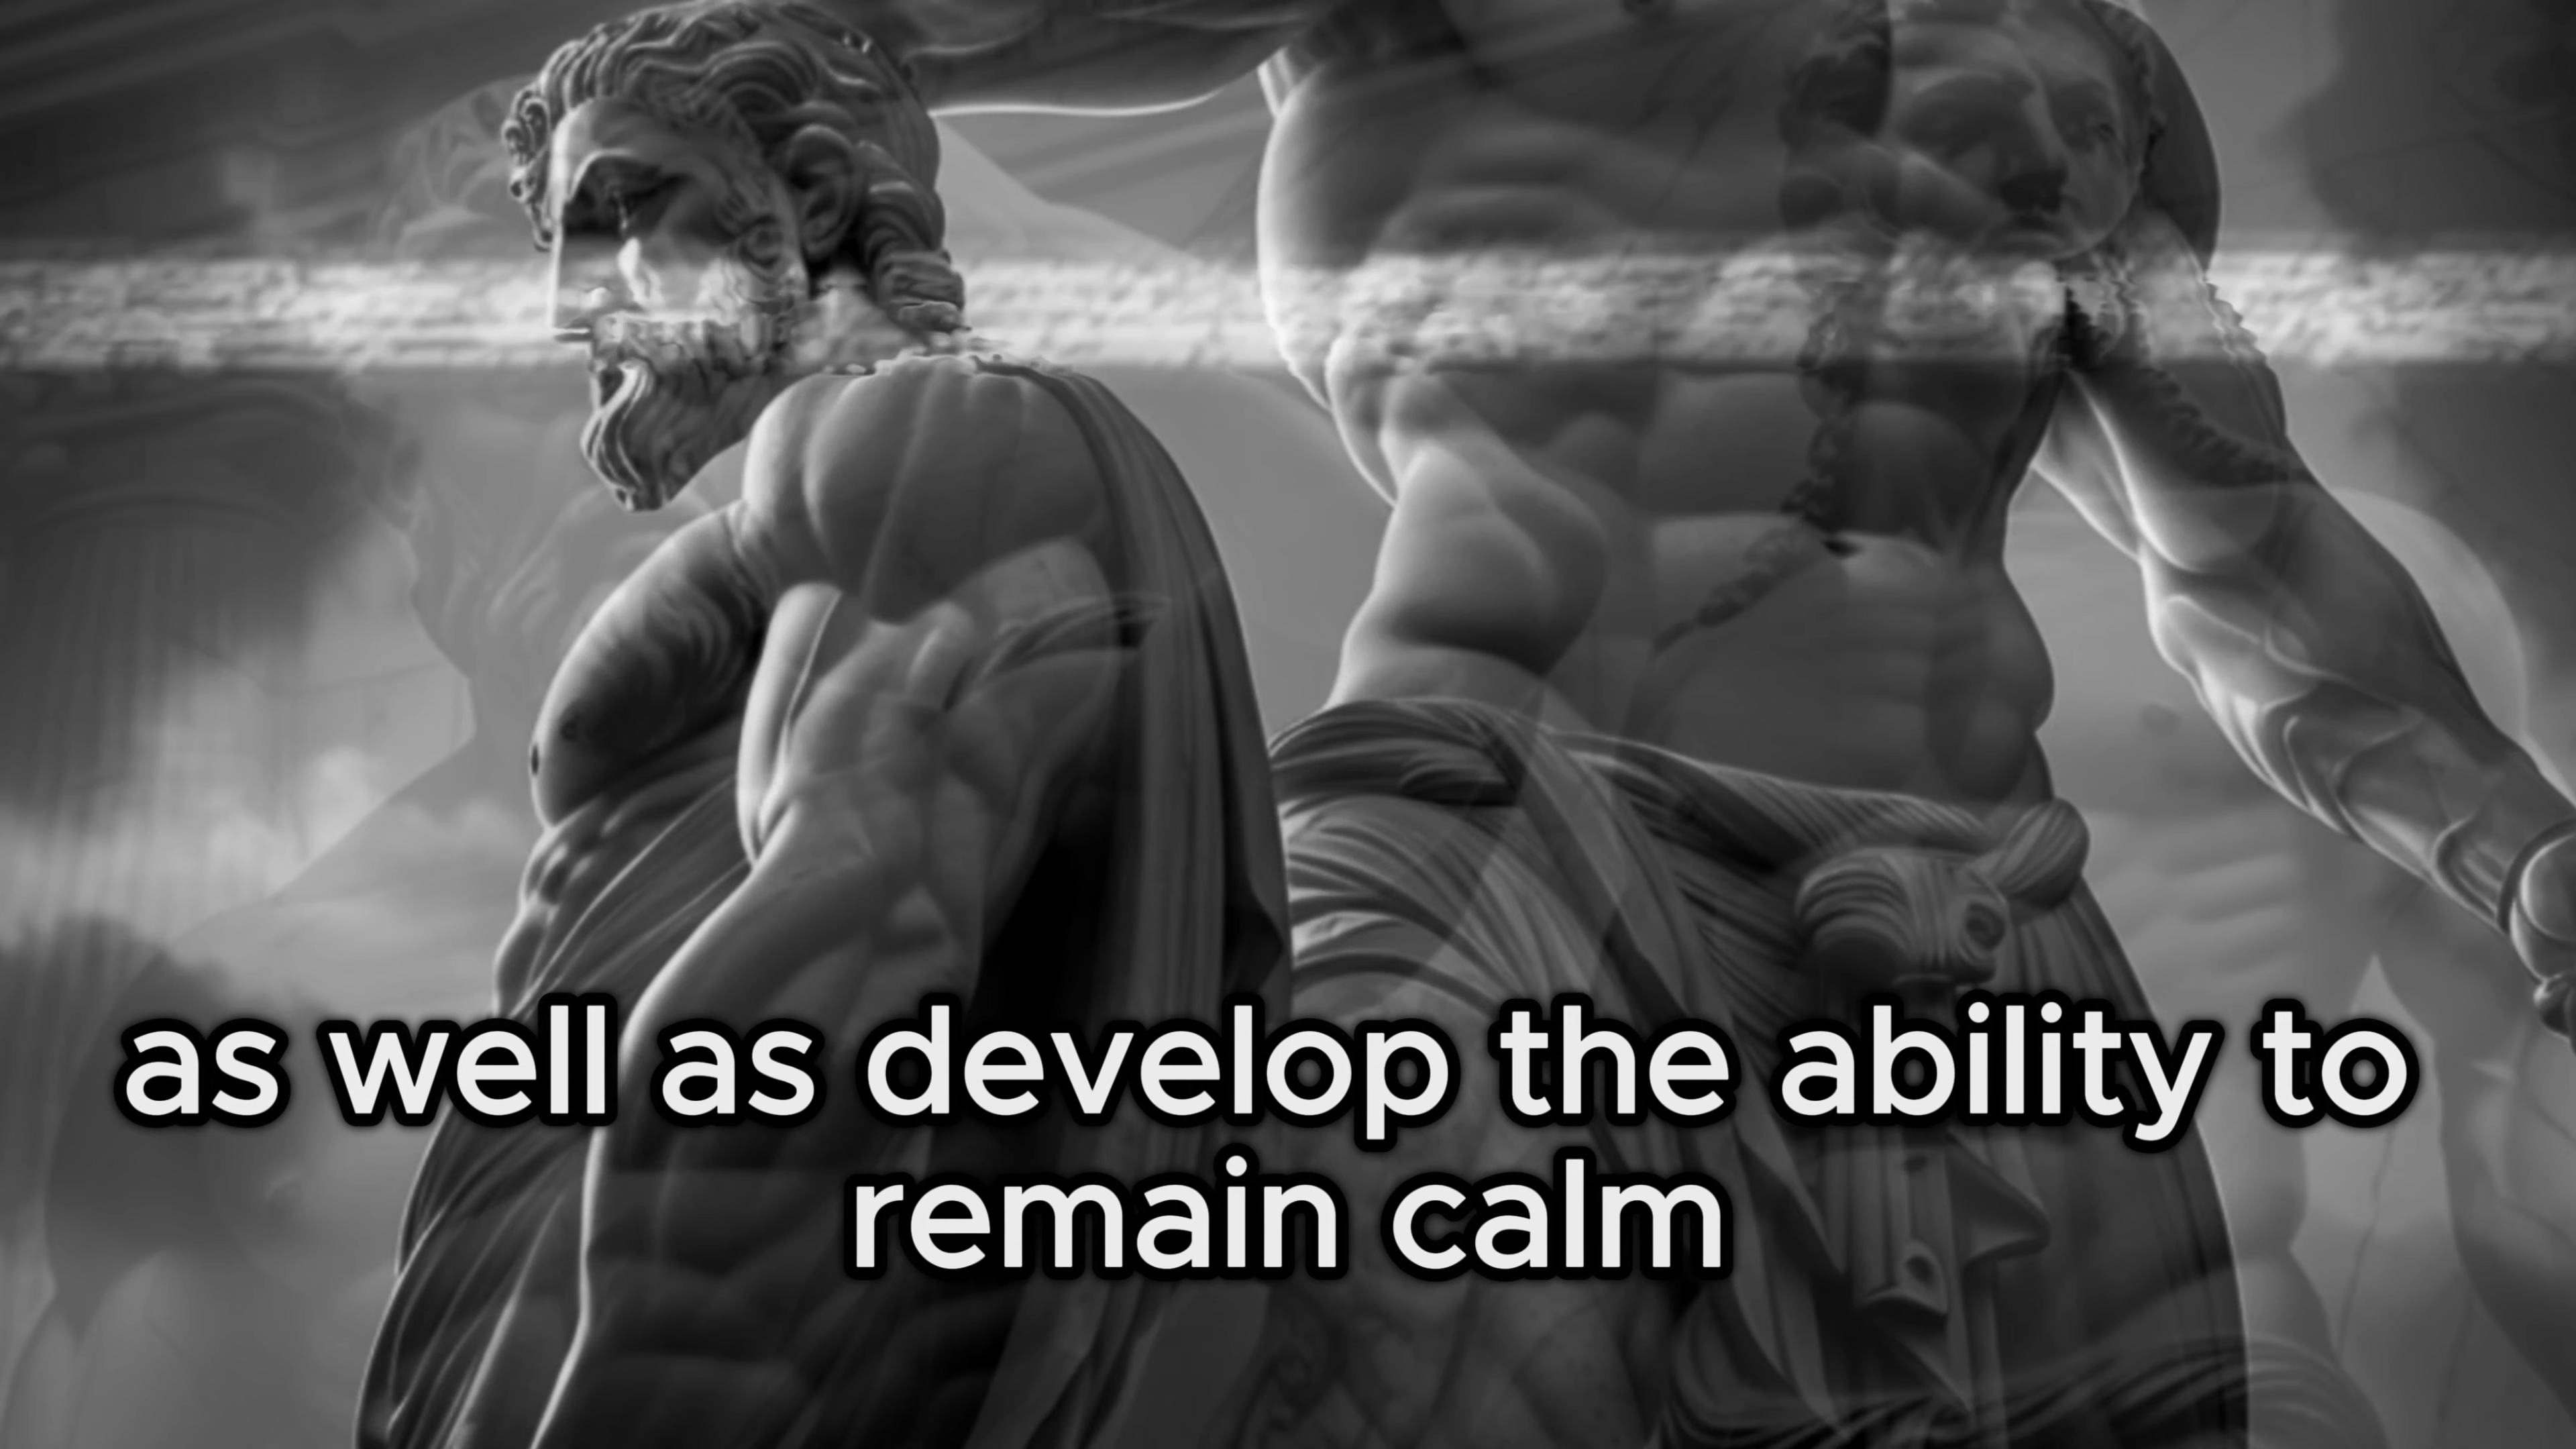 as well as develop the ability to
remain calm